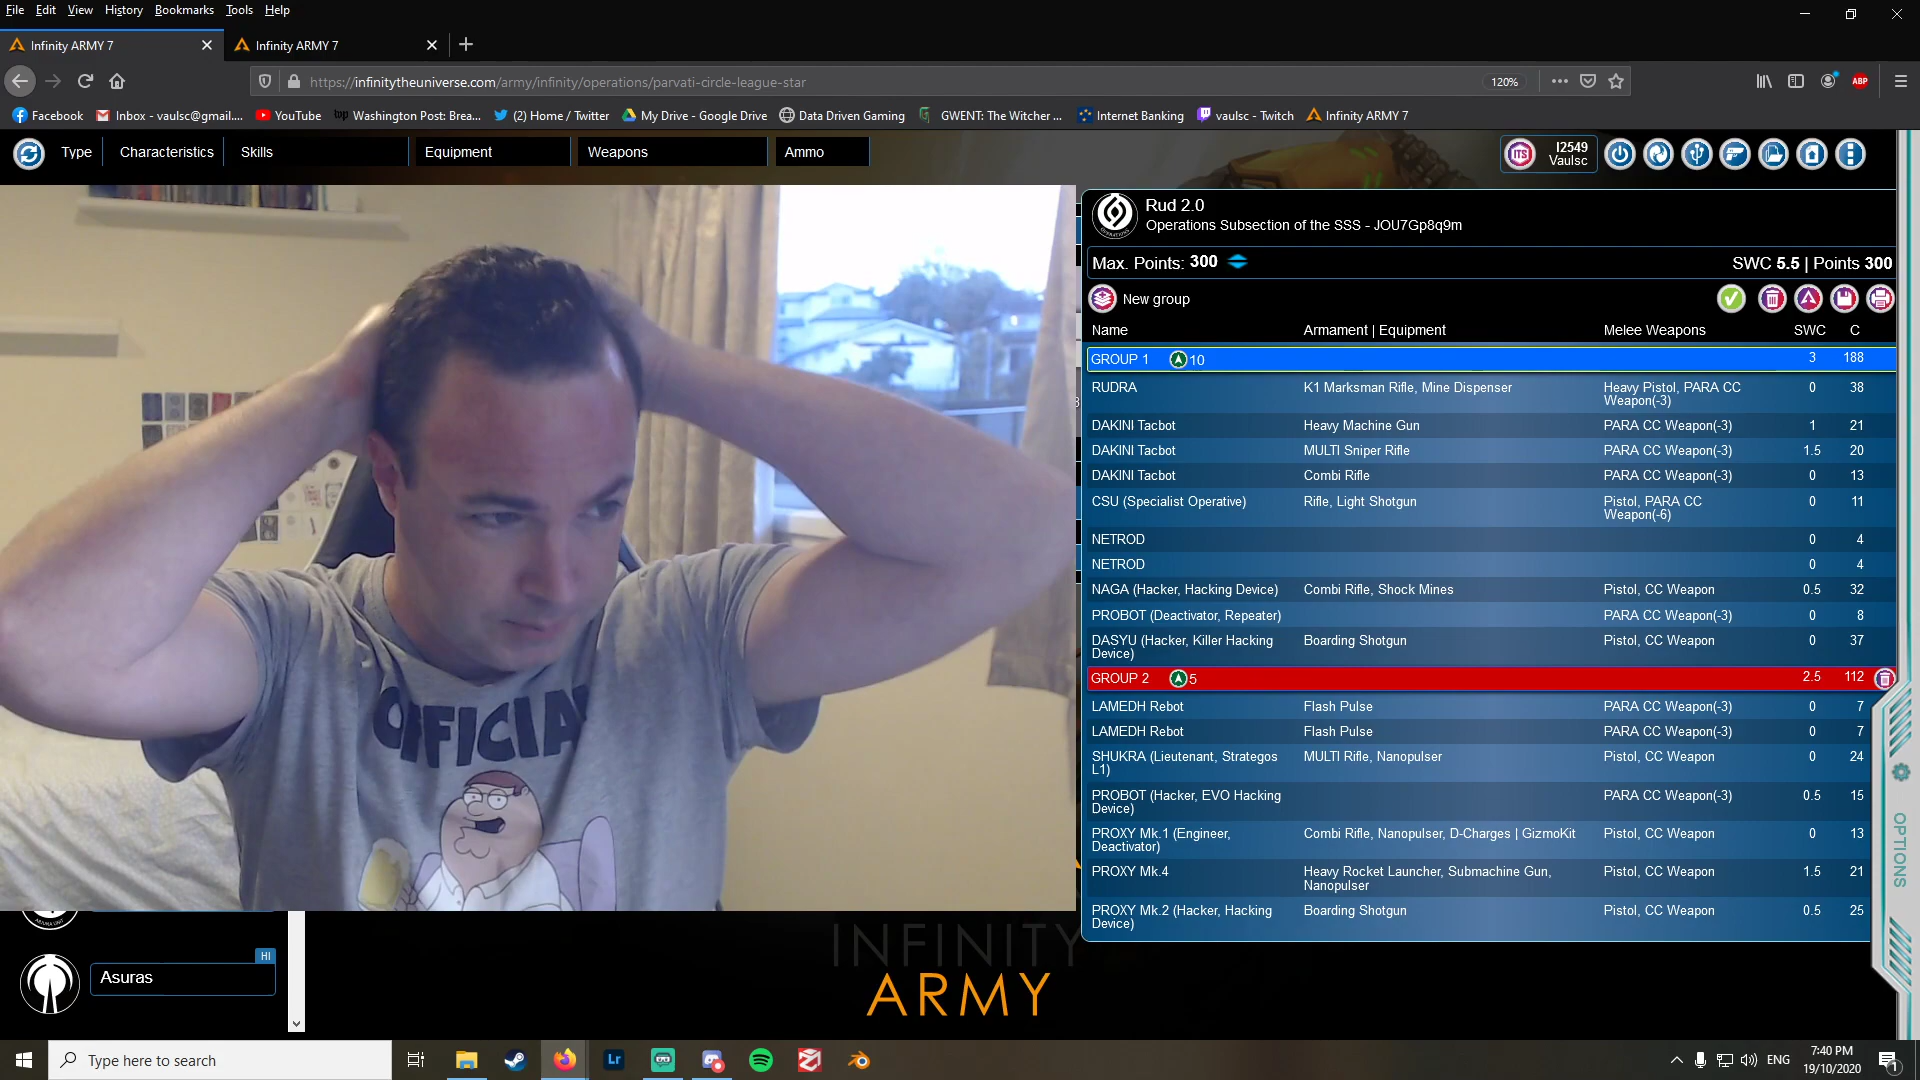 File Edit View History Bookmarks Tools Help
Infinity ARMY 7
Infinity ARMY 7
https://infinitytheuniverse.com/army/infinity/operations/parvati-circle-league-star
120%
ABP
Facebook
Inbox - vaulsc@gmail....
YouTube
Washington Post: Brea...
(2) Home / Twitter
My Drive - Google Drive
Data Driven Gaming
GWENT: The Witcher ...
Internet Banking
vaulsc - Twitch
Infinity ARMY 7
Type Characteristics Skills Equipment Weapons Ammo
ITS
I2549
Vaulsc
Rud 2.0
Operations Subsection of the SSS - JOU7Gp8q9m
Max. Points: 300 SWC 5.5 | Points 300
New group
Name Armament | Equipment Melee Weapons SWC C
GROUP 1 10 3 188
RUDRA K1 Marksman Rifle, Mine Dispenser Heavy Pistol, PARA CC 0 38
Weapon(-3)
DAKINI Tacbot Heavy Machine Gun PARA CC Weapon(-3) 1 21
DAKINI Tacbot MULTI Sniper Rifle PARA CC Weapon(-3) 1.5 20
DAKINI Tacbot Combi Rifle PARA CC Weapon(-3) 0 13
CSU (Specialist Operative) Rifle, Light Shotgun Pistol, PARA CC 0 11
Weapon(-6)
NETROD 0 4
NETROD 0 4
NAGA (Hacker, Hacking Device) Combi Rifle, Shock Mines Pistol, CC Weapon 0.5 32
PROBOT (Deactivator, Repeater) PARA CC Weapon(-3) 0 8
DASYU (Hacker, Killer Hacking Boarding Shotgun Pistol, CC Weapon 0 37
Device)
GROUP 2 5 2.5 112
LAMEDH Rebot Flash Pulse PARA CC Weapon(-3) 0 7
LAMEDH Rebot Flash Pulse PARA CC Weapon(-3) 0 7
SHUKRA (Lieutenant, Strategos MULTI Rifle, Nanopulser Pistol, CC Weapon 0 24
L1)
PROBOT (Hacker, EVO Hacking PARA CC Weapon(-3) 0.5 15
Device)
PROXY Mk.1 (Engineer, Combi Rifle, Nanopulser, D-Charges | GizmoKit Pistol, CC Weapon 0 13
Deactivator)
PROXY Mk.4 Heavy Rocket Launcher, Submachine Gun, Pistol, CC Weapon 1.5 21
Nanopulser
PROXY Mk.2 (Hacker, Hacking Boarding Shotgun Pistol, CC Weapon 0.5 25
Device)
OPTIONS
OFFICIAL
HI
Asuras
INFINITY
ARMY
Type here to search
Lr
ENG
7:40 PM
19/10/2020
1